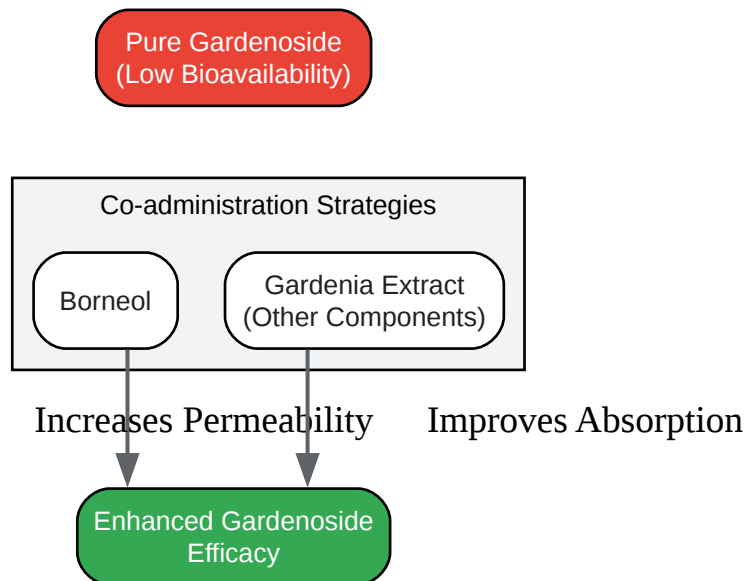 Pure Gardenoside
(Low Bioavailability)
Co-administration Strategies
Borneol
Gardenia Extract
(Other Components)
Increases Permeability
Improves Absorption
Enhanced Gardenoside
Efficacy